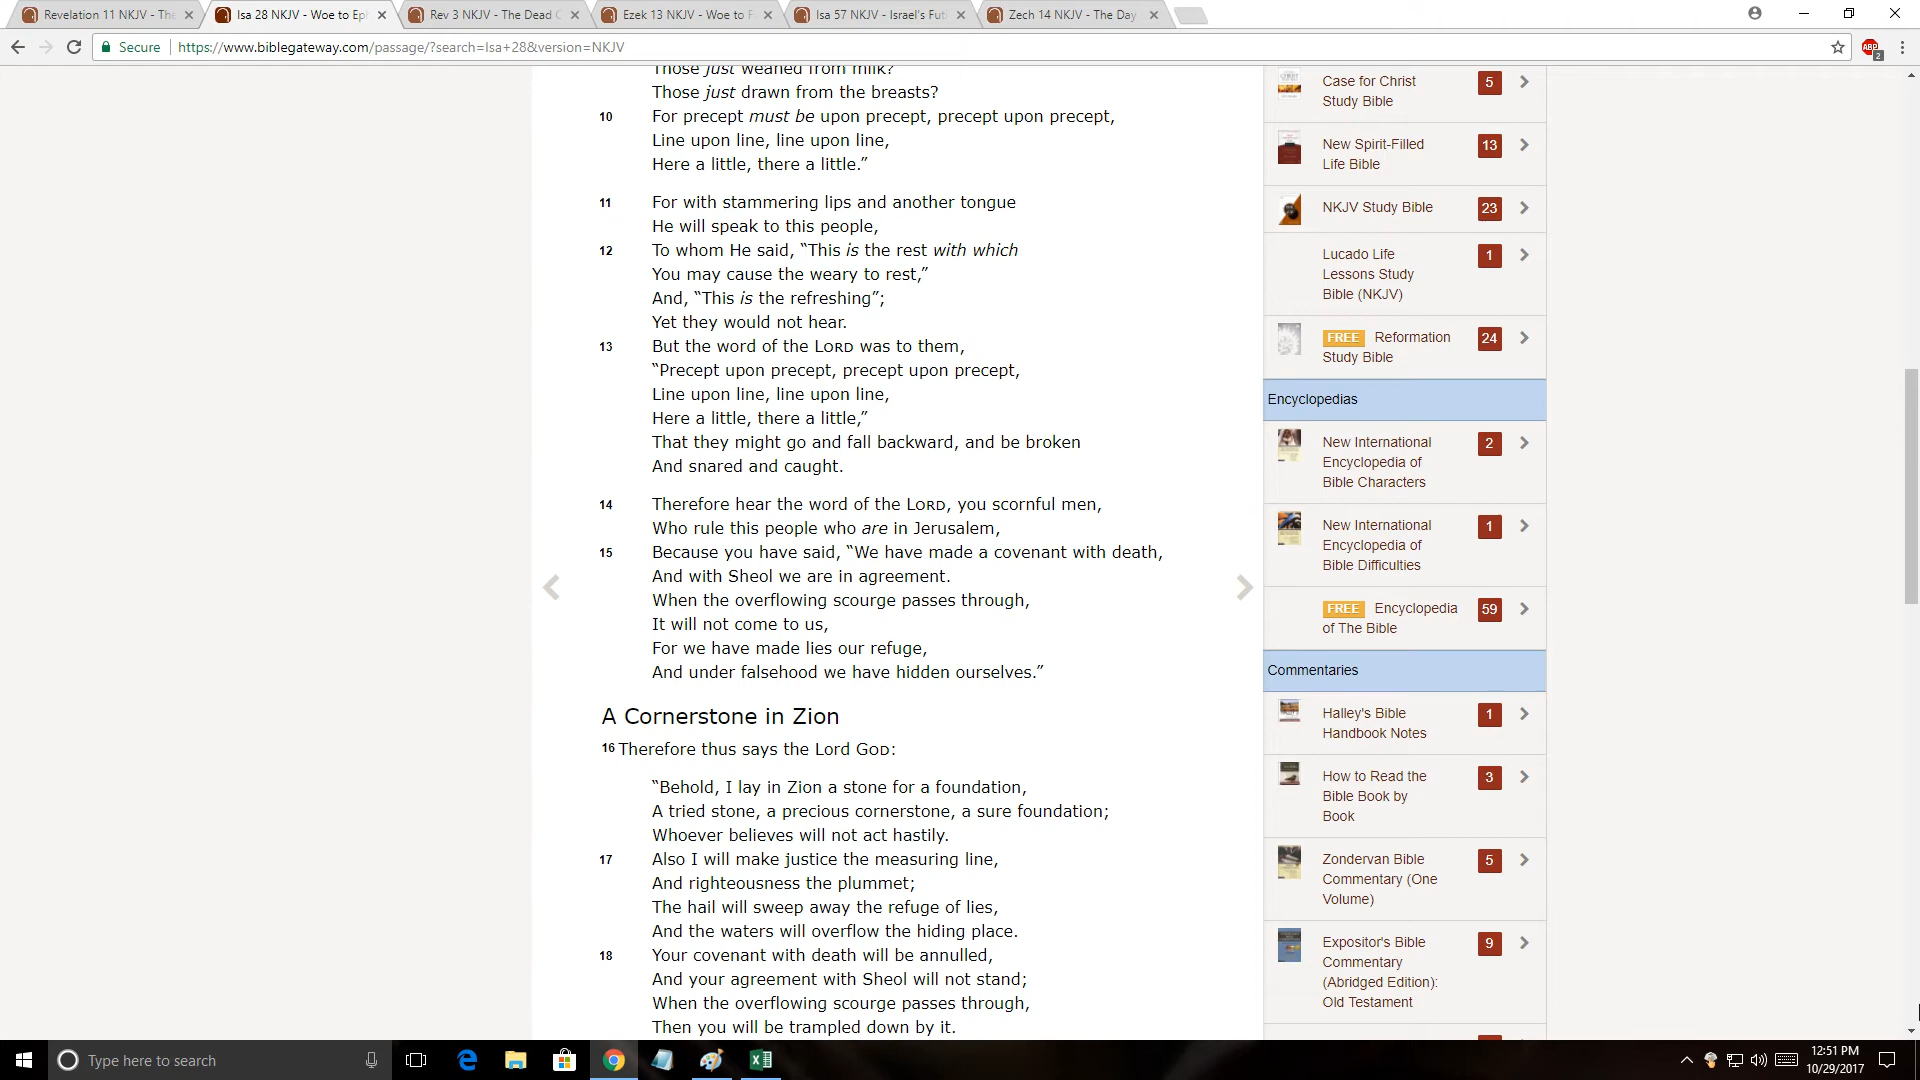 Revelation 11 NKJV - The
Isa 28 NKJV - Woe to Eph
Rev 3 NKJV - The Dead C
Ezek 13 NKJV - Woe to F
Isa 57 NKJV - Israel's Fut
Zech 14 NKJV - The Day
Secure
https://www.biblegateway.com/passage/?search=Isa+28&version=NKJV
ABP
2
Those just weaned from milk?
Those just drawn from the breasts?
10 For precept must be upon precept, precept upon precept,
Line upon line, line upon line,
Here a little, there a little.”
11 For with stammering lips and another tongue
He will speak to this people,
12 To whom He said, “This is the rest with which
You may cause the weary to rest,”
And, “This is the refreshing”;
Yet they would not hear.
13 But the word of the LORD was to them,
“Precept upon precept, precept upon precept,
Line upon line, line upon line,
Here a little, there a little,”
That they might go and fall backward, and be broken
And snared and caught.
14 Therefore hear the word of the LORD, you scornful men,
Who rule this people who are in Jerusalem,
15 Because you have said, “We have made a covenant with death,
And with Sheol we are in agreement.
When the overflowing scourge passes through,
It will not come to us,
For we have made lies our refuge,
And under falsehood we have hidden ourselves.”
A Cornerstone in Zion
16 Therefore thus says the Lord GOD:
“Behold, I lay in Zion a stone for a foundation,
A tried stone, a precious cornerstone, a sure foundation;
Whoever believes will not act hastily.
17 Also I will make justice the measuring line,
And righteousness the plummet;
The hail will sweep away the refuge of lies,
And the waters will overflow the hiding place.
18 Your covenant with death will be annulled,
And your agreement with Sheol will not stand;
When the overflowing scourge passes through,
Then you will be trampled down by it.
Case for Christ 5
Study Bible
New Spirit-Filled 13
Life Bible
NKJV Study Bible 23
Lucado Life 1
Lessons Study
Bible (NKJV)
FREE Reformation 24
Study Bible
Encyclopedias
New International 2
Encyclopedia of
Bible Characters
New International 1
Encyclopedia of
Bible Difficulties
FREE Encyclopedia 59
of The Bible
Commentaries
Halley's Bible 1
Handbook Notes
How to Read the 3
Bible Book by
Book
Zondervan Bible 5
Commentary (One
Volume)
Expositor's Bible 9
Commentary
(Abridged Edition):
Old Testament
Type here to search
12:51 PM
10/29/2017